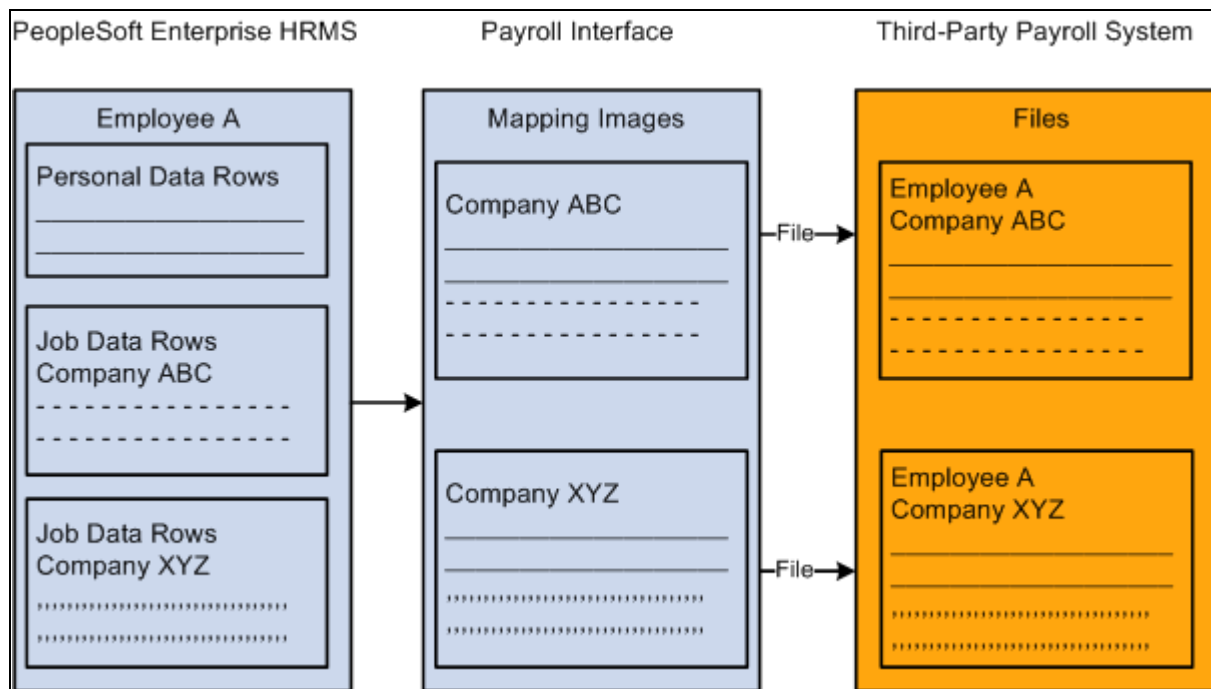 PeopleSoft Enterprise HRMS
Payroll Interface
Third-Party Payroll System
Employee A
Personal Data Rows
Job Data Rows
Company ABC
Job Data Rows
Company XYZ
Mapping Images
Company ABC
Company XYZ
File
File
Files
Employee A
Company ABC
Employee A
Company XYZ